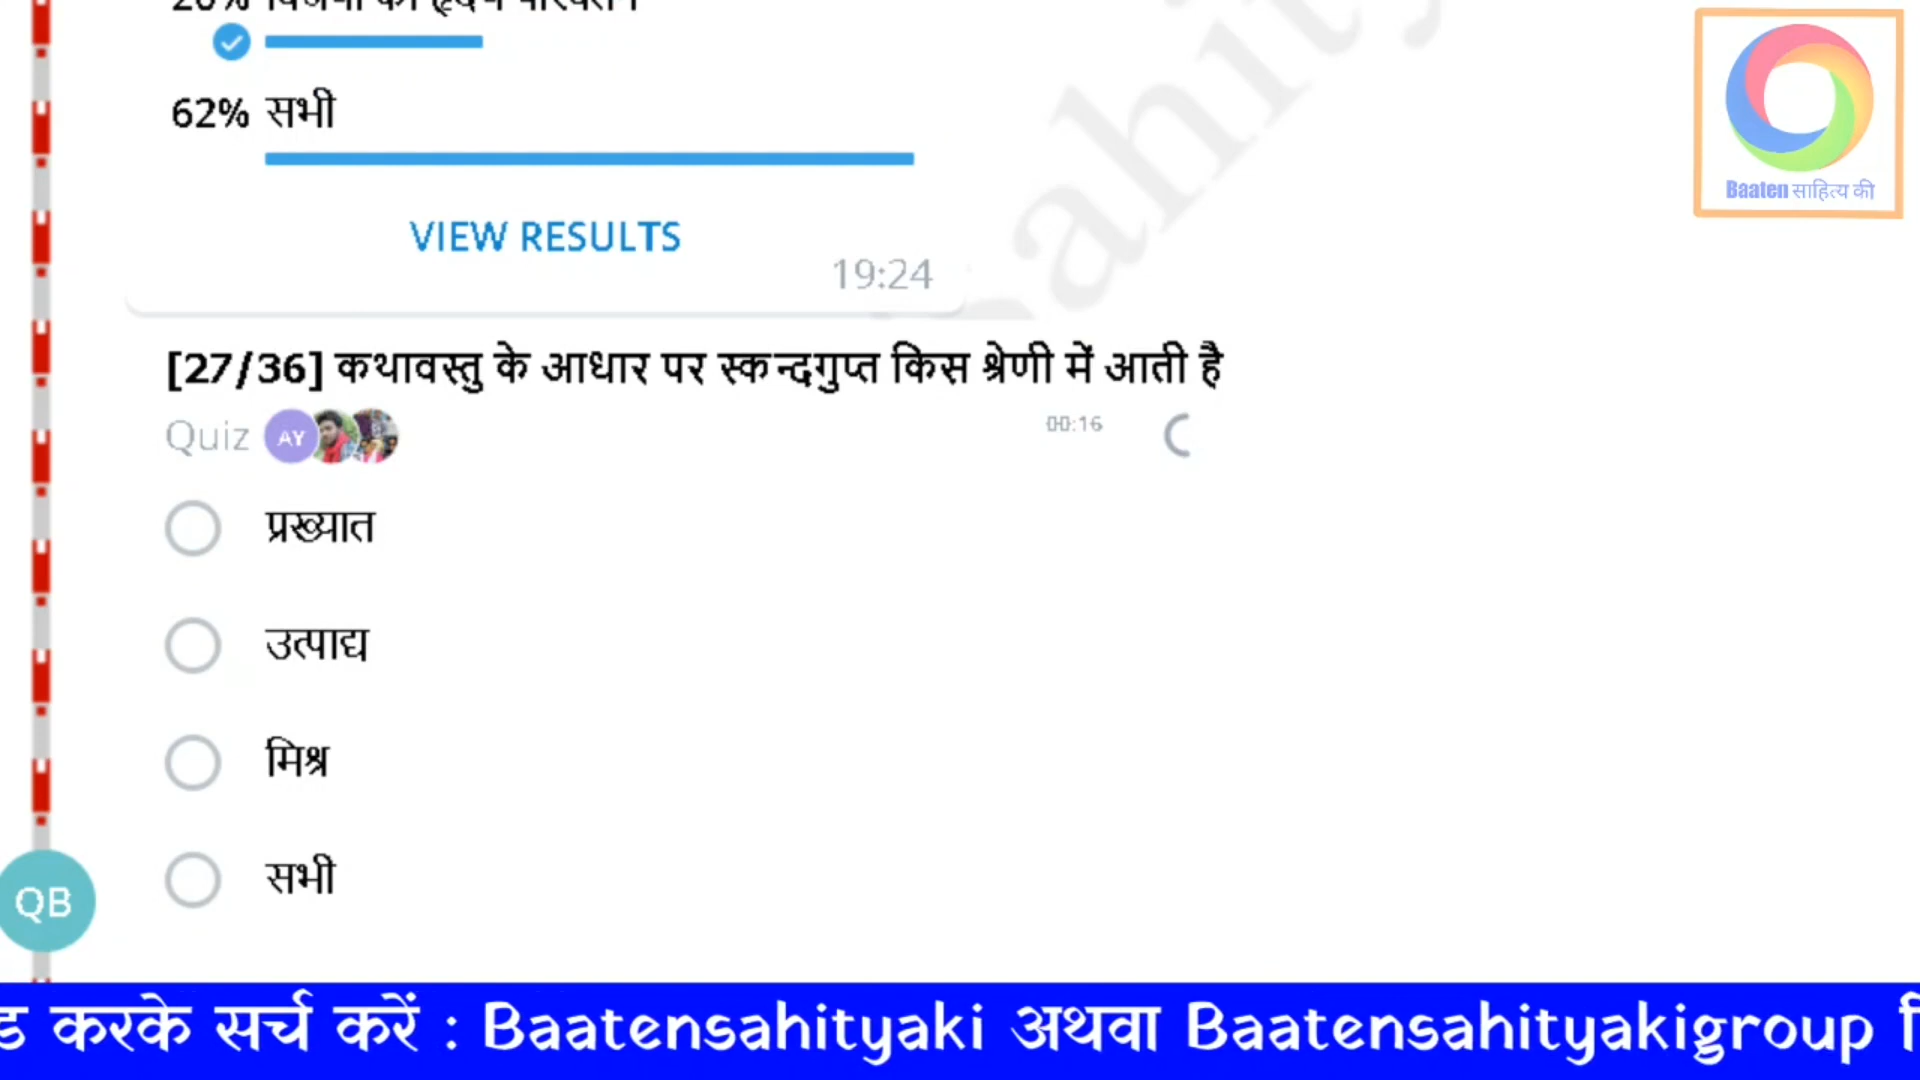 62% सभी
VIEW RESULTS
19:24
Baaten साहित्य की
[27/36] कथावस्तु के आधार पर स्कन्दगुप्त किस श्रेणी में आती है
Quiz AY
00:16
प्रख्यात
उत्पाद्य
मिश्र
सभी
QB
करके सर्च करें : Baatensahityaki अथवा Baatensahityakigroup